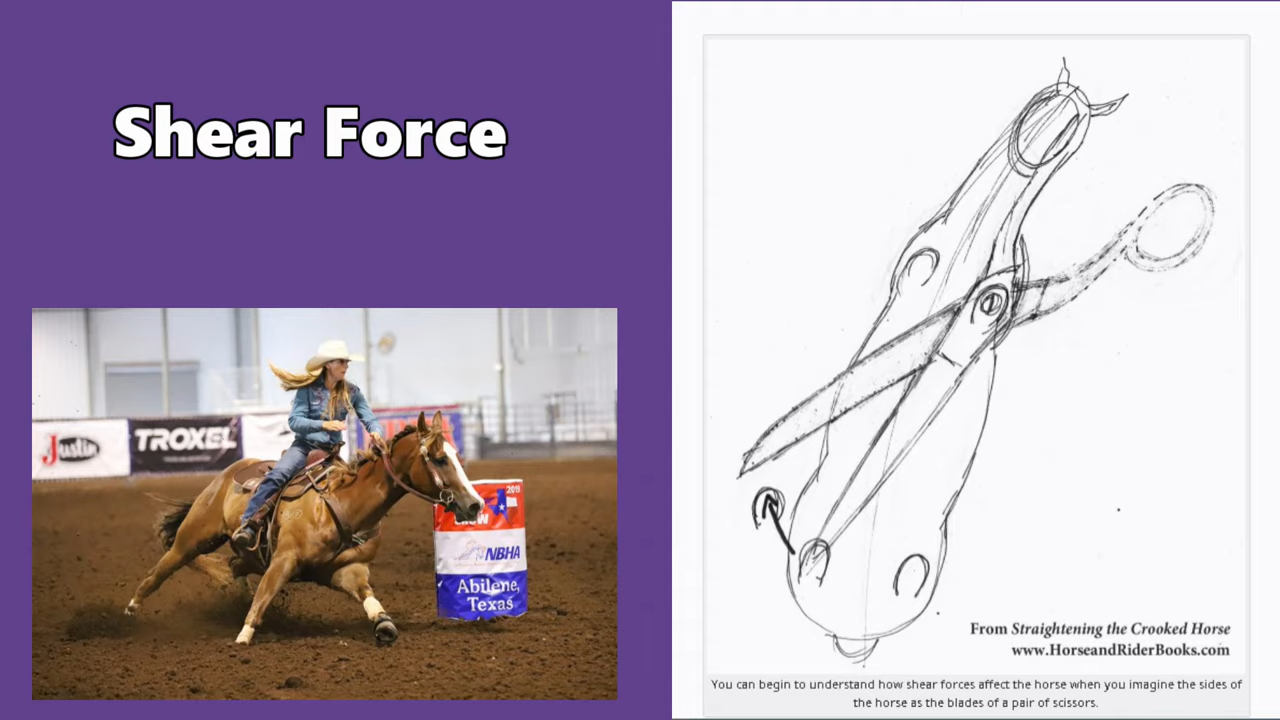 Shear Force
Justin
TROXEL
2019
NBHA
Abilene,
Texas
From Straightening the Crooked Horse
www.HorseandRiderBooks.com
You can begin to understand how shear forces affect the horse when you imagine the sides of
the horse as the blades of a pair of scissors.